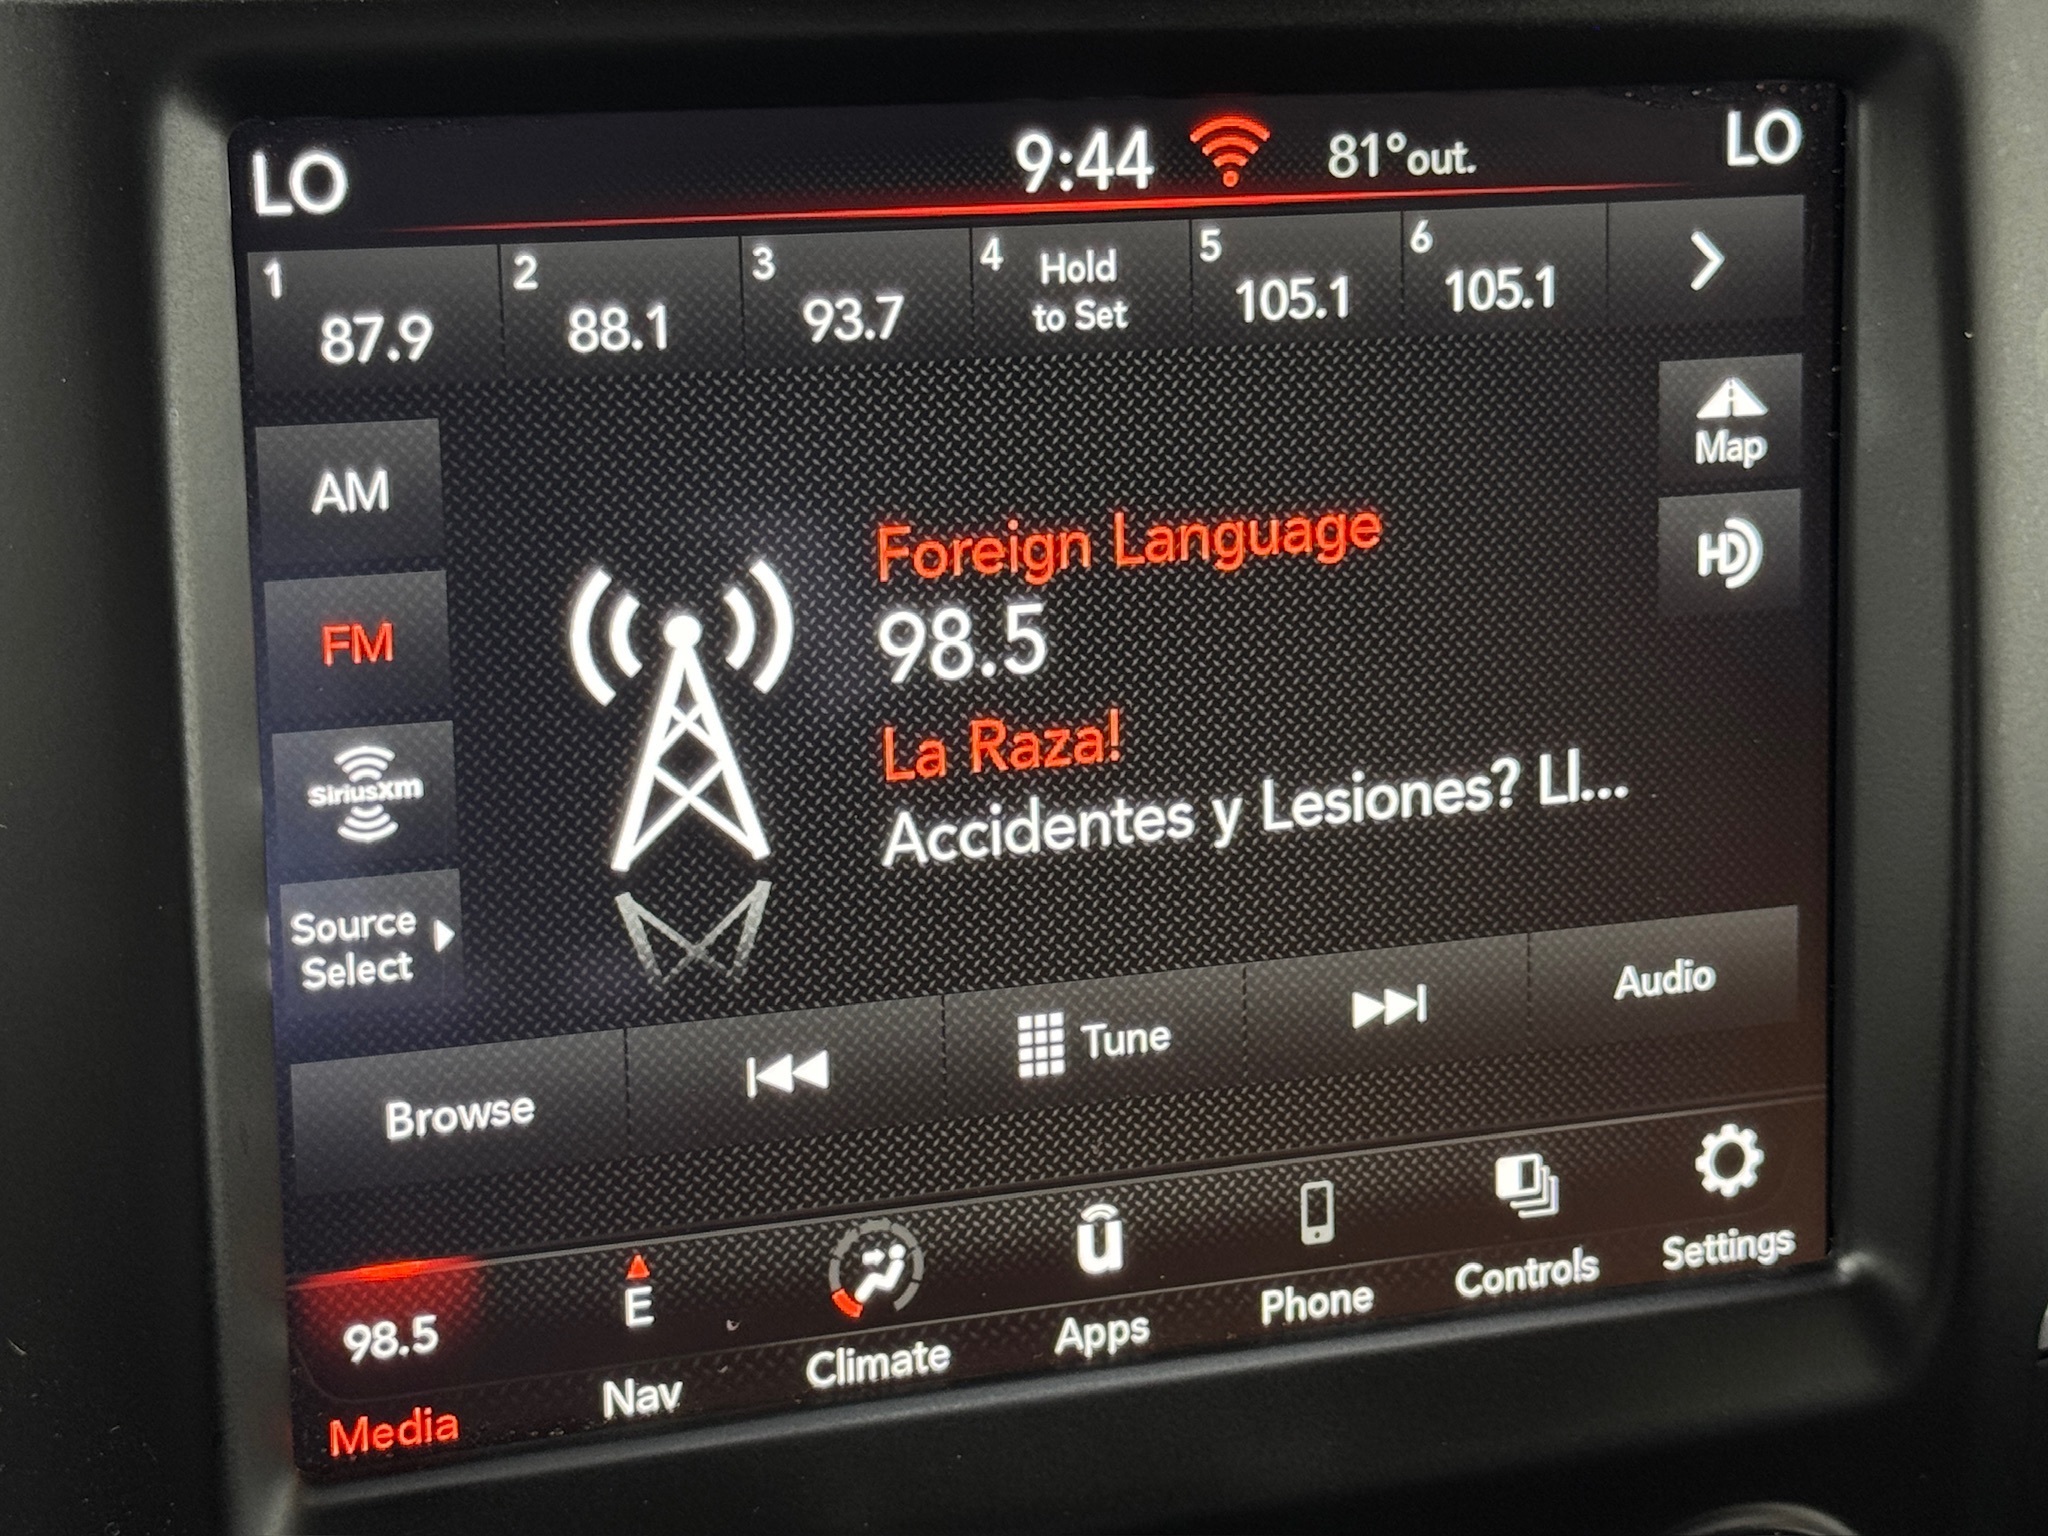 LO
9:44
81°out.
LO
1
87.9
2
88.1
3
93.7
4
Hold
to Set
5
105.1
6
105.1
AM
FM
SiriusXM
Source
Select
Foreign Language
98.5
La Raza!
Accidentes y Lesiones? Ll...
Map
HD
Browse
Tune
Audio
98.5
Media
E
Nav
Climate
u
Apps
Phone
Controls
Settings